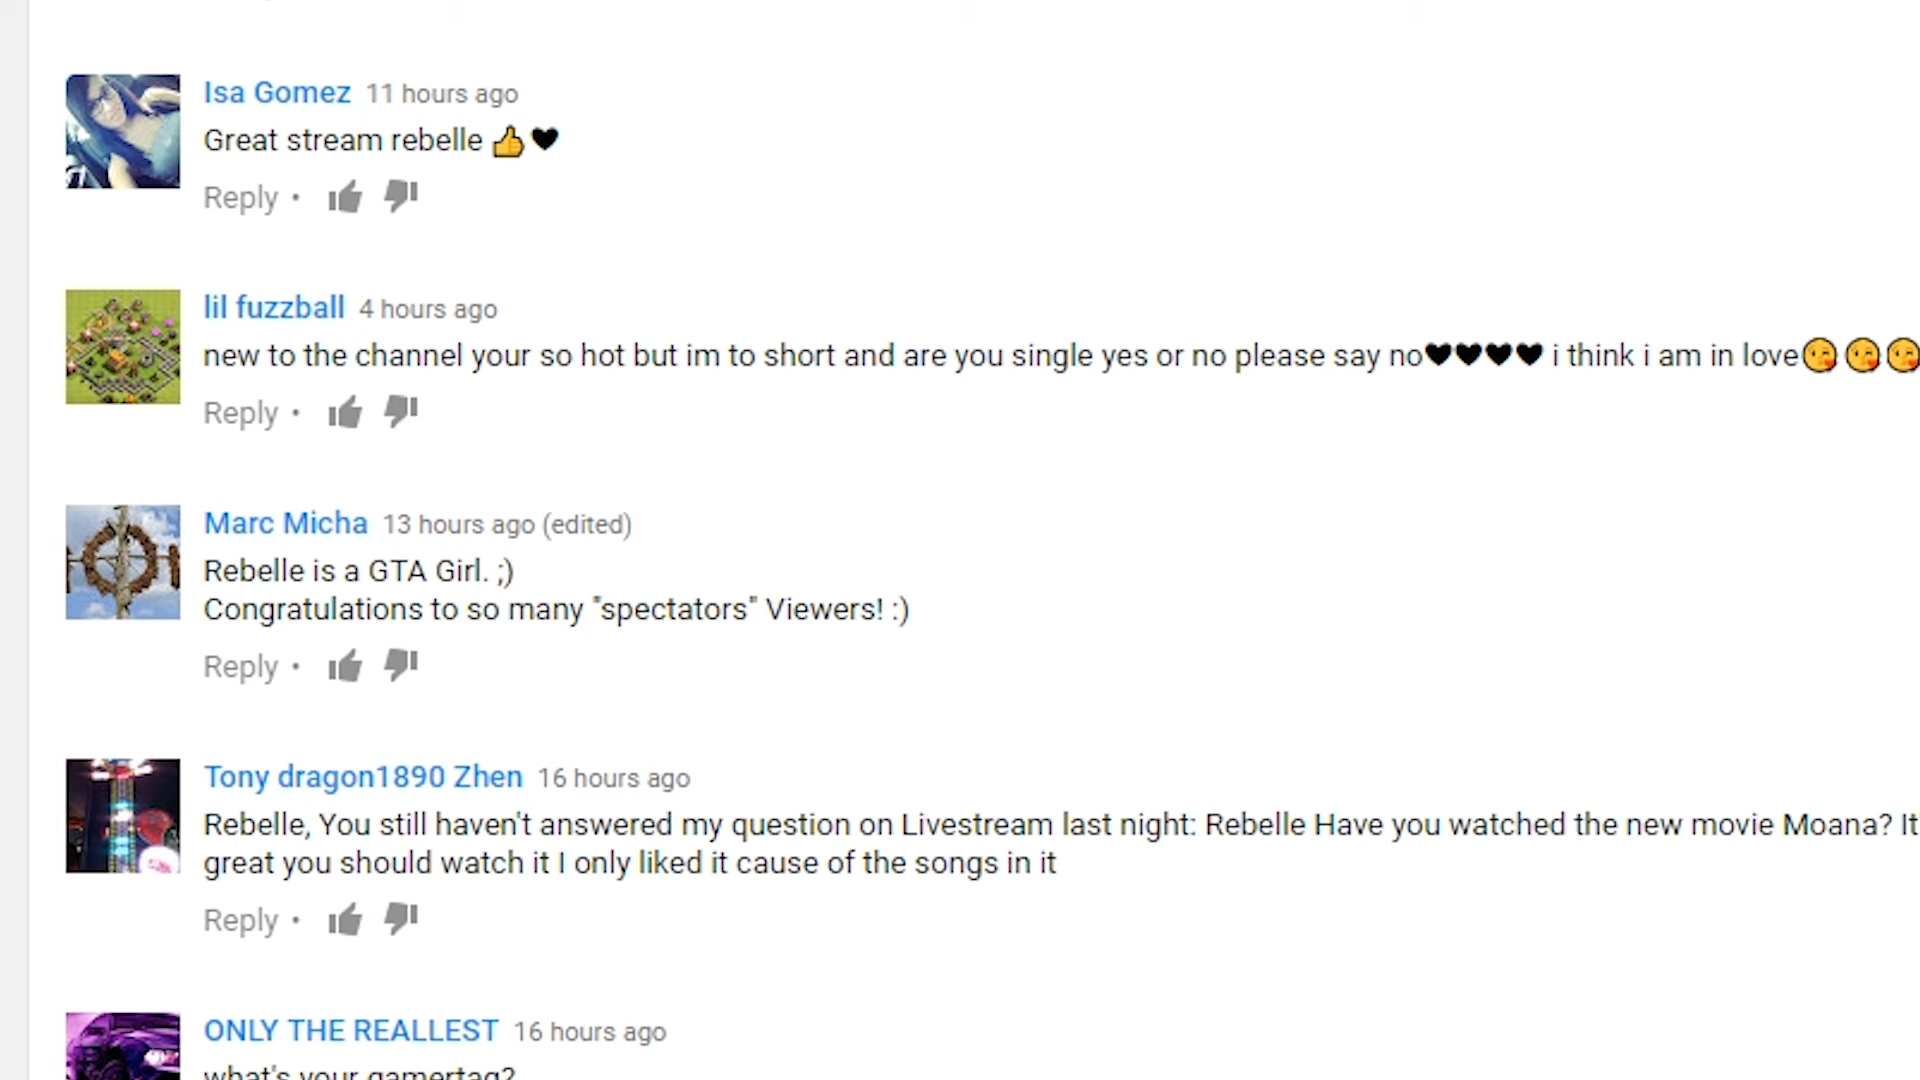 Isa Gomez 11 hours ago
Great stream rebelle 👍🖤
Reply •
lil fuzzball 4 hours ago
new to the channel your so hot but im to short and are you single yes or no please say no🖤🖤🖤🖤 i think i am in love😘😘😘
Reply •
Marc Micha 13 hours ago (edited)
Rebelle is a GTA Girl. ;)
Congratulations to so many "spectators" Viewers! :)
Reply •
Tony dragon1890 Zhen 16 hours ago
Rebelle, You still haven't answered my question on Livestream last night: Rebelle Have you watched the new movie Moana? It
great you should watch it I only liked it cause of the songs in it
Reply •
ONLY THE REALLEST 16 hours ago
what's your gamertag?